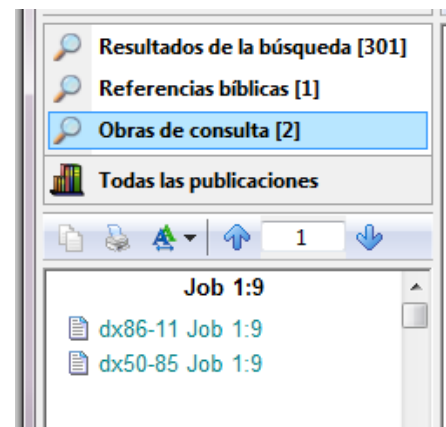 Resultados de la búsqueda [301]
Referencias bíblicas [1]
Obras de consulta [2]
Todas las publicaciones
1
Job 1:9
dx86-11 Job 1:9
dx50-85 Job 1:9